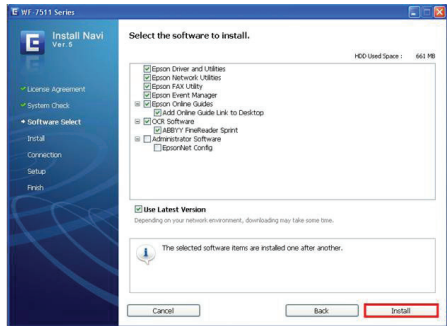 WF-7511 Series
Install Navi
Ver.5
License Agreement
System Check
Software Select
Install
Connection
Setup
Finish
Select the software to install.
HDD Used Space : 661 MB
Epson Driver and Utilities
Epson Network Utilities
Epson FAX Utility
Epson Event Manager
Epson Online Guides
Add Online Guide Link to Desktop
OCR Software
ABBYY FineReader Sprint
Administrator Software
EpsonNet Config
Use Latest Version
Depending on your network environment, downloading may take some time.
The selected software items are installed one after another.
Cancel
Back
Install